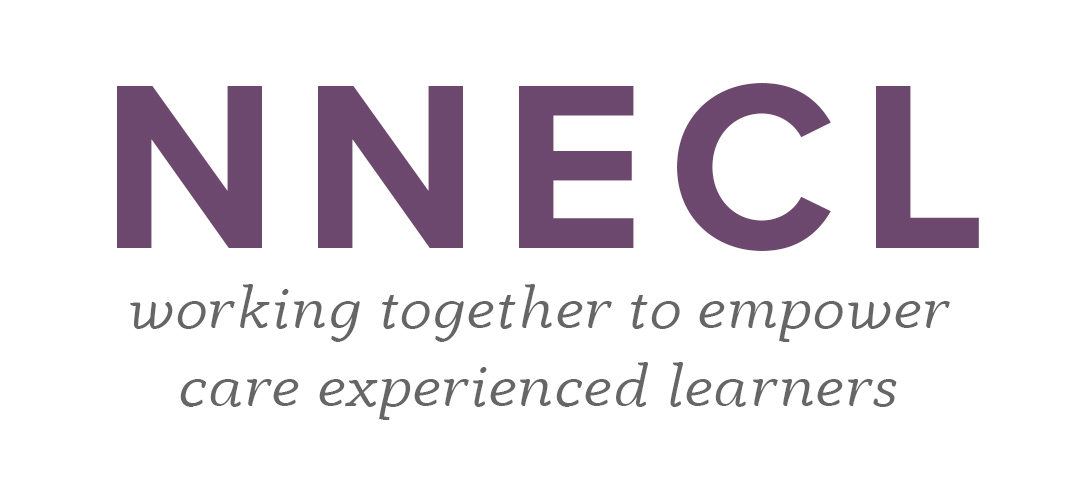 NNECL
working together to empower
care experienced learners